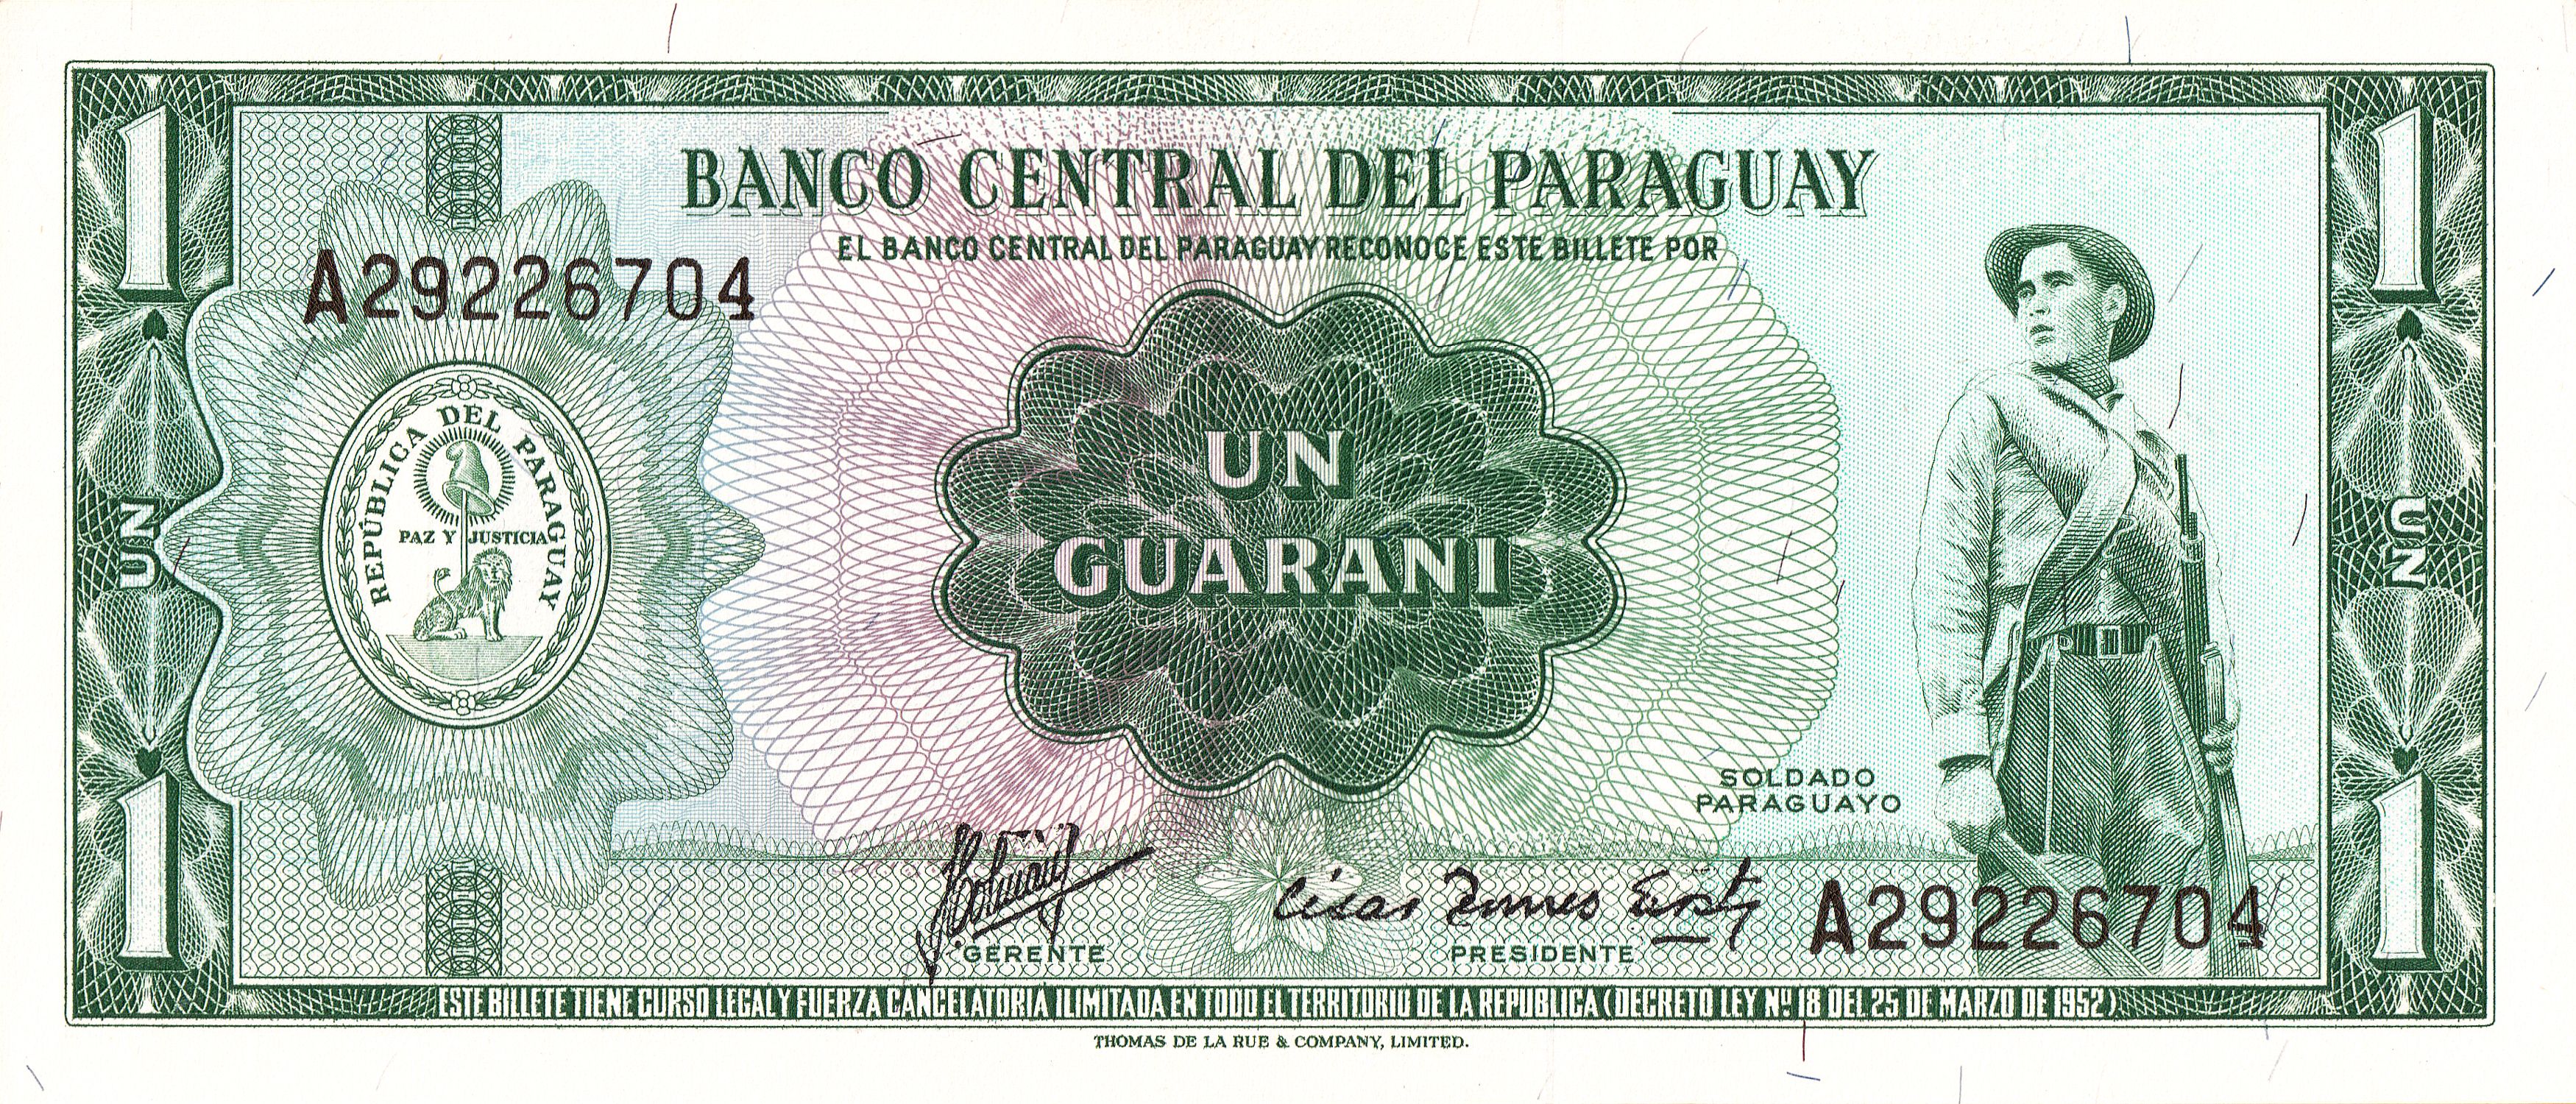 1
1
BANCO CENTRAL DEL PARAGUAY
EL BANCO CENTRAL DEL PARAGUAY RECONOCE ESTE BILLETE POR
A29226704
REPÚBLICA DEL PARAGUAY
PAZ Y JUSTICIA
UN
GUARANI
UN
UN
SOLDADO
PARAGUAYO
1
1
César Romeo Acosta
A29226704
GERENTE
PRESIDENTE
ESTE BILLETE TIENE CURSO LEGAL Y FUERZA CANCELATORIA ILIMITADA EN TODO EL TERRITORIO DE LA REPUBLICA (DECRETO LEY Nº 18 DEL 25 DE MARZO DE 1952)
THOMAS DE LA RUE & COMPANY, LIMITED.